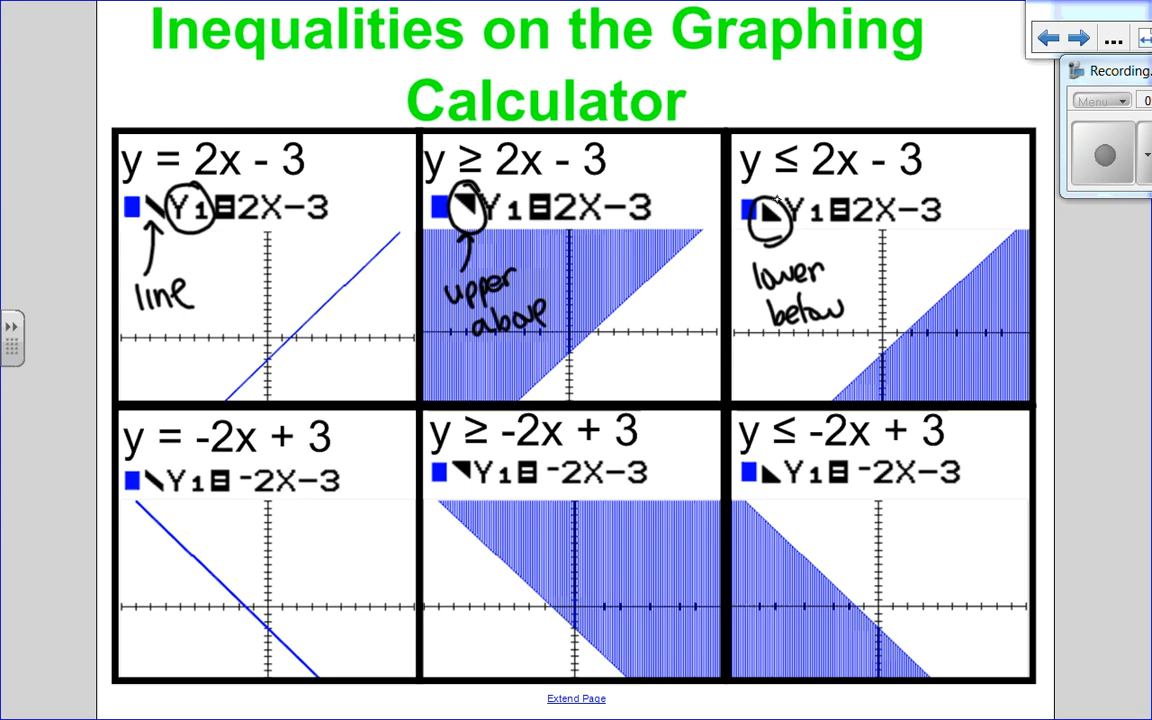 Inequalities on the Graphing
Calculator
y = 2x - 3
Y1=2X-3
line
y ≥ 2x - 3
Y1=2X-3
upper
above
y ≤ 2x - 3
Y1=2X-3
lower
below
y = -2x + 3
Y1=-2X-3
y ≥ -2x + 3
Y1=-2X-3
y ≤ -2x + 3
Y1=-2X-3
Extend Page
...
Recording.
Menu
0